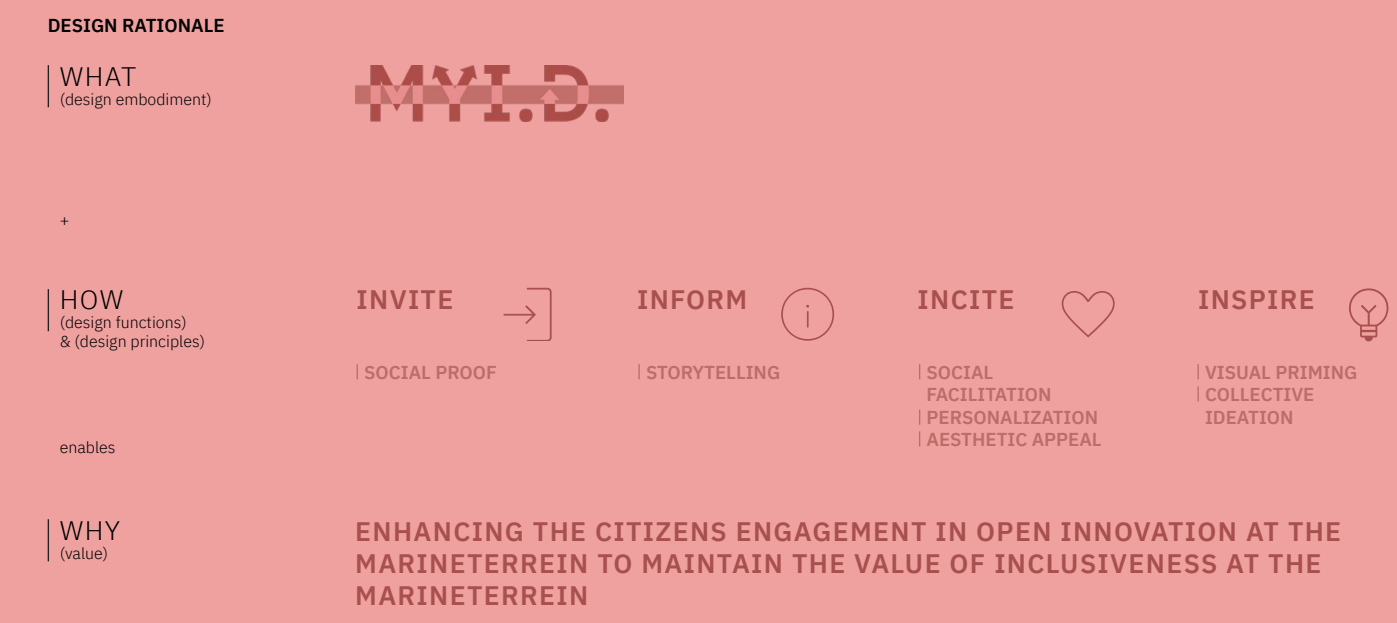 DESIGN RATIONALE
WHAT
(design embodiment)
MYI.D.
+
HOW
(design functions)
& (design principles)
INVITE
| SOCIAL PROOF
INFORM
i
| STORYTELLING
INCITE
| SOCIAL
FACILITATION
| PERSONALIZATION
| AESTHETIC APPEAL
INSPIRE
| VISUAL PRIMING
| COLLECTIVE
IDEATION
enables
WHY
(value)
ENHANCING THE CITIZENS ENGAGEMENT IN OPEN INNOVATION AT THE
MARINETERREIN TO MAINTAIN THE VALUE OF INCLUSIVENESS AT THE
MARINETERREIN